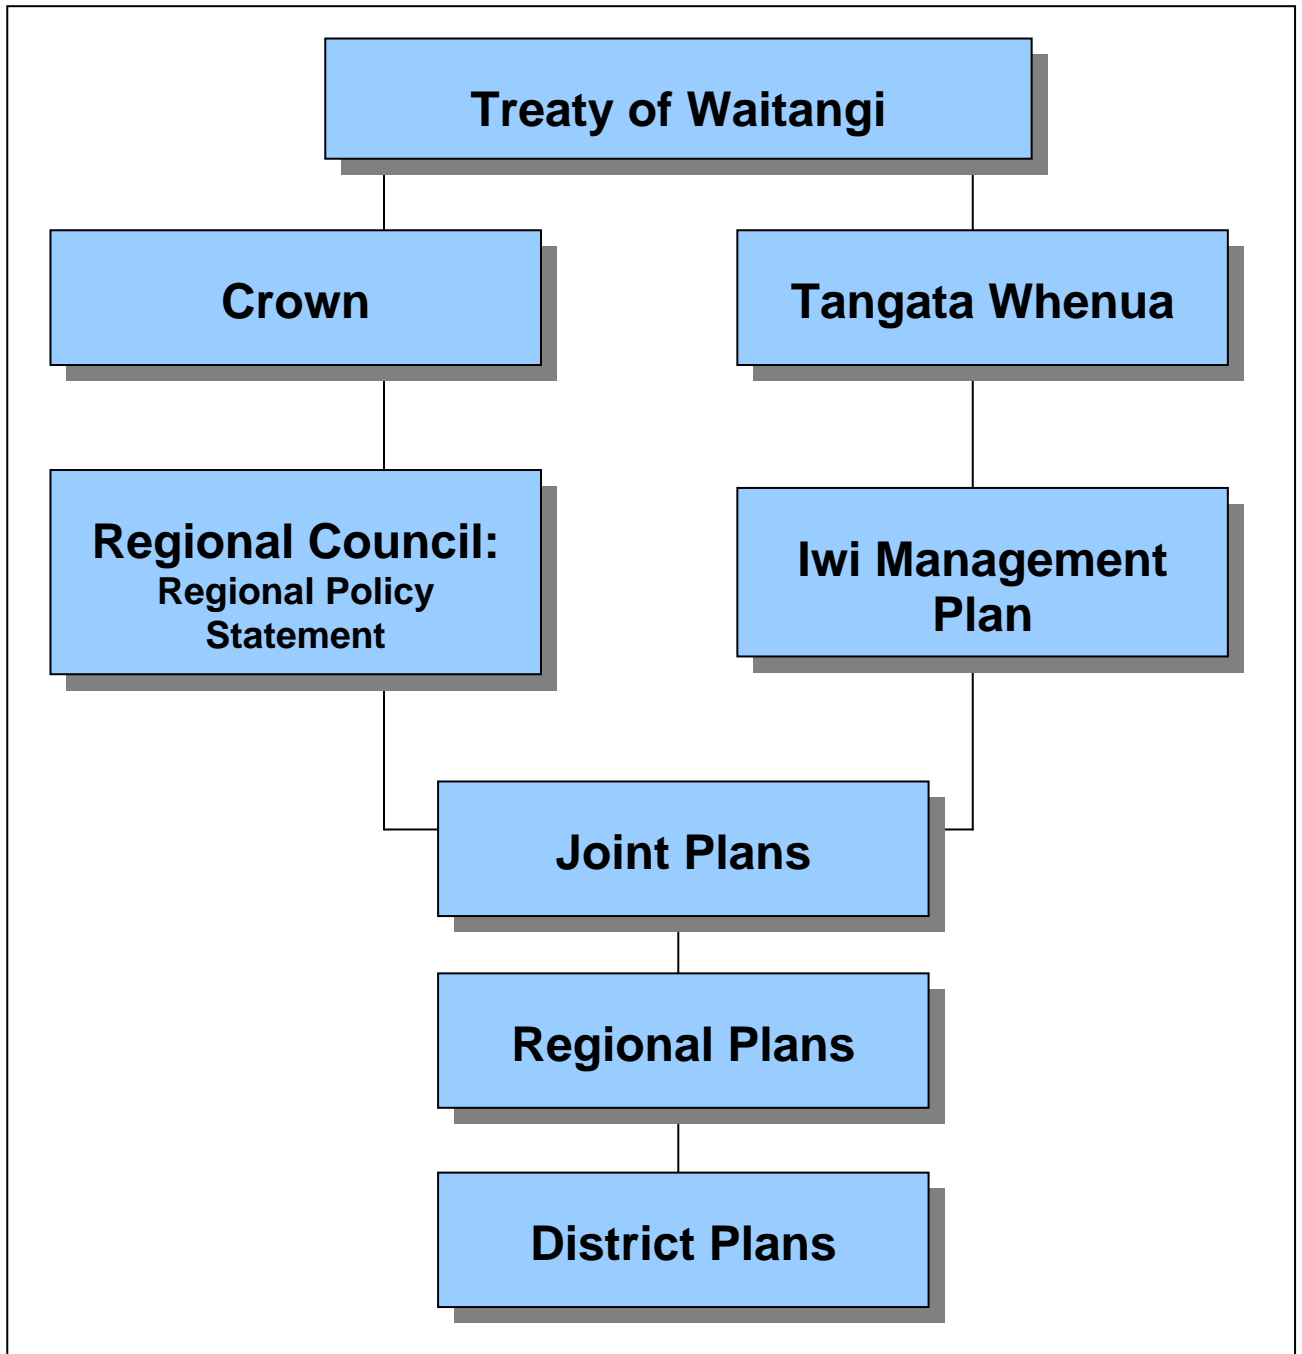 Treaty of Waitangi
Crown
Tangata Whenua
Regional Council:
Regional Policy
Statement
Iwi Management
Plan
Joint Plans
Regional Plans
District Plans